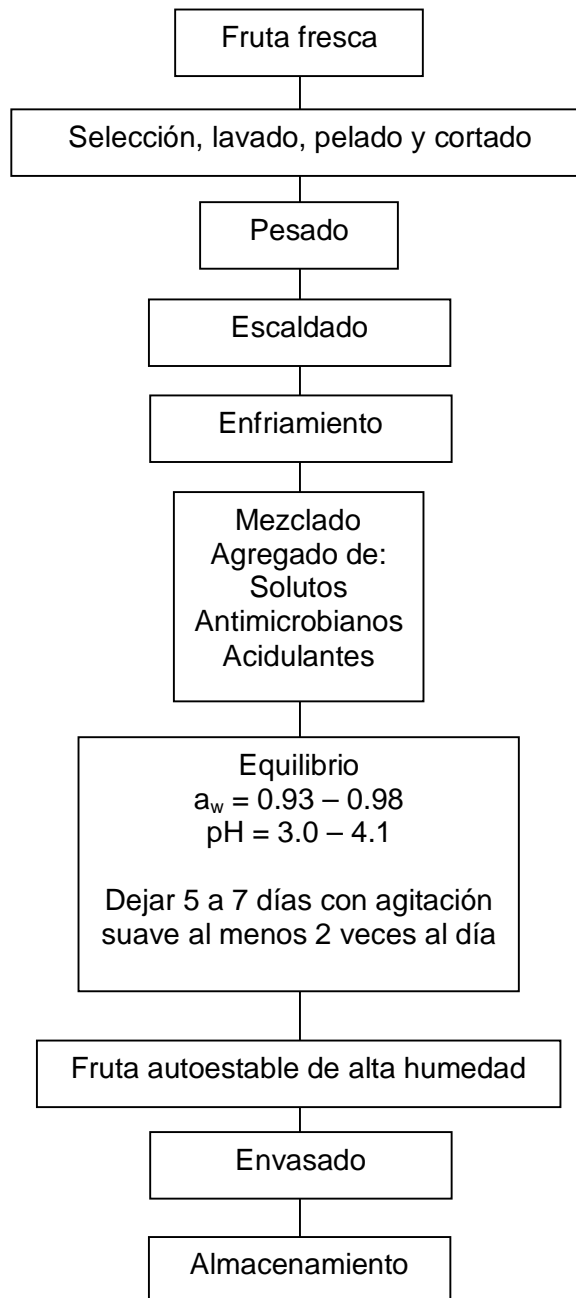 Fruta fresca
Selección, lavado, pelado y cortado
Pesado
Escaldado
Enfriamiento
Mezclado
Agregado de:
Solutos
Antimicrobianos
Acidulantes
Equilibrio
a_w = 0.93 – 0.98
pH = 3.0 – 4.1
Dejar 5 a 7 días con agitación
suave al menos 2 veces al día
Fruta autoestable de alta humedad
Envasado
Almacenamiento